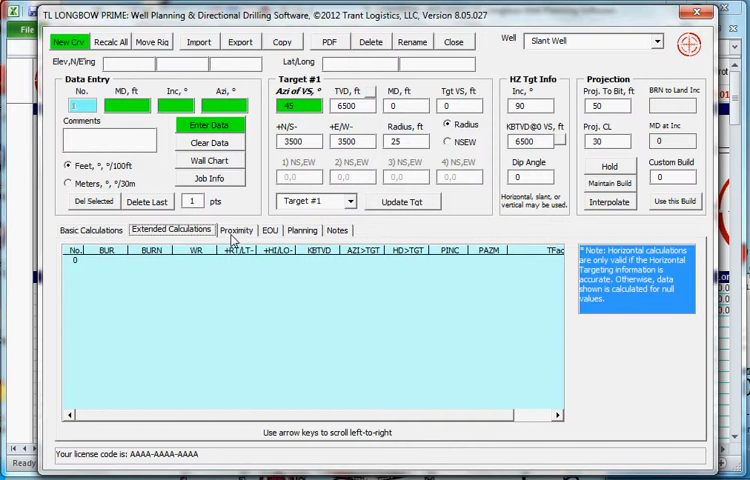 TL LONGBOW PRIME: Well Planning & Directional Drilling Software, ©2012 Trant Logistics, LLC, Version 8.05.027
File
New Crv Recalc All Move Rig Import Export Copy PDF Delete Rename Close Well Slant Well
Elev,N'E'ing Lat/Long
Data Entry
No. MD, ft Inc, ° Azi, °
1
Comments
Enter Data
Clear Data
Wall Chart
Job Info
Feet, °, °/100ft
Meters, °, °/30m
Del Selected Delete Last 1 pts
Target #1
Azi of VS, ° TVD, ft MD, ft Tgt VS, ft
45 6500 0 0
+N/S- +E/W- Radius, ft Radius
3500 3500 25 NSEW
1) NS,EW 2) NS,EW 3) NS,EW 4) NS,EW
0,0 0,0 0,0 0,0
Target #1 Update Tgt
HZ Tgt Info
Inc, °
90
KBTVD@0 VS, ft
6500
Dip Angle
0
Horizontal, slant, or
vertical may be used.
Projection
Proj. To Bit, ft BRN to Land
50 Inc
Proj. CL MD at Inc
30 0
Hold Custom Build
Maintain Build 0
Interpolate Use this Build
Basic Calculations Extended Calculations Proximity EOU Planning Notes
No. BUR BURN WR +RT/LT- +HI/LO- KBTVD AZI>TGT HD>TGT PINC PAZM TFac
0
* Note: Horizontal calculations
are only valid if the Horizontal
Targeting information is
accurate. Otherwise, data
shown is calculated for null
values.
Use arrow keys to scroll left-to-right
Your license code is: AAAA-AAAA-AAAA
Ready